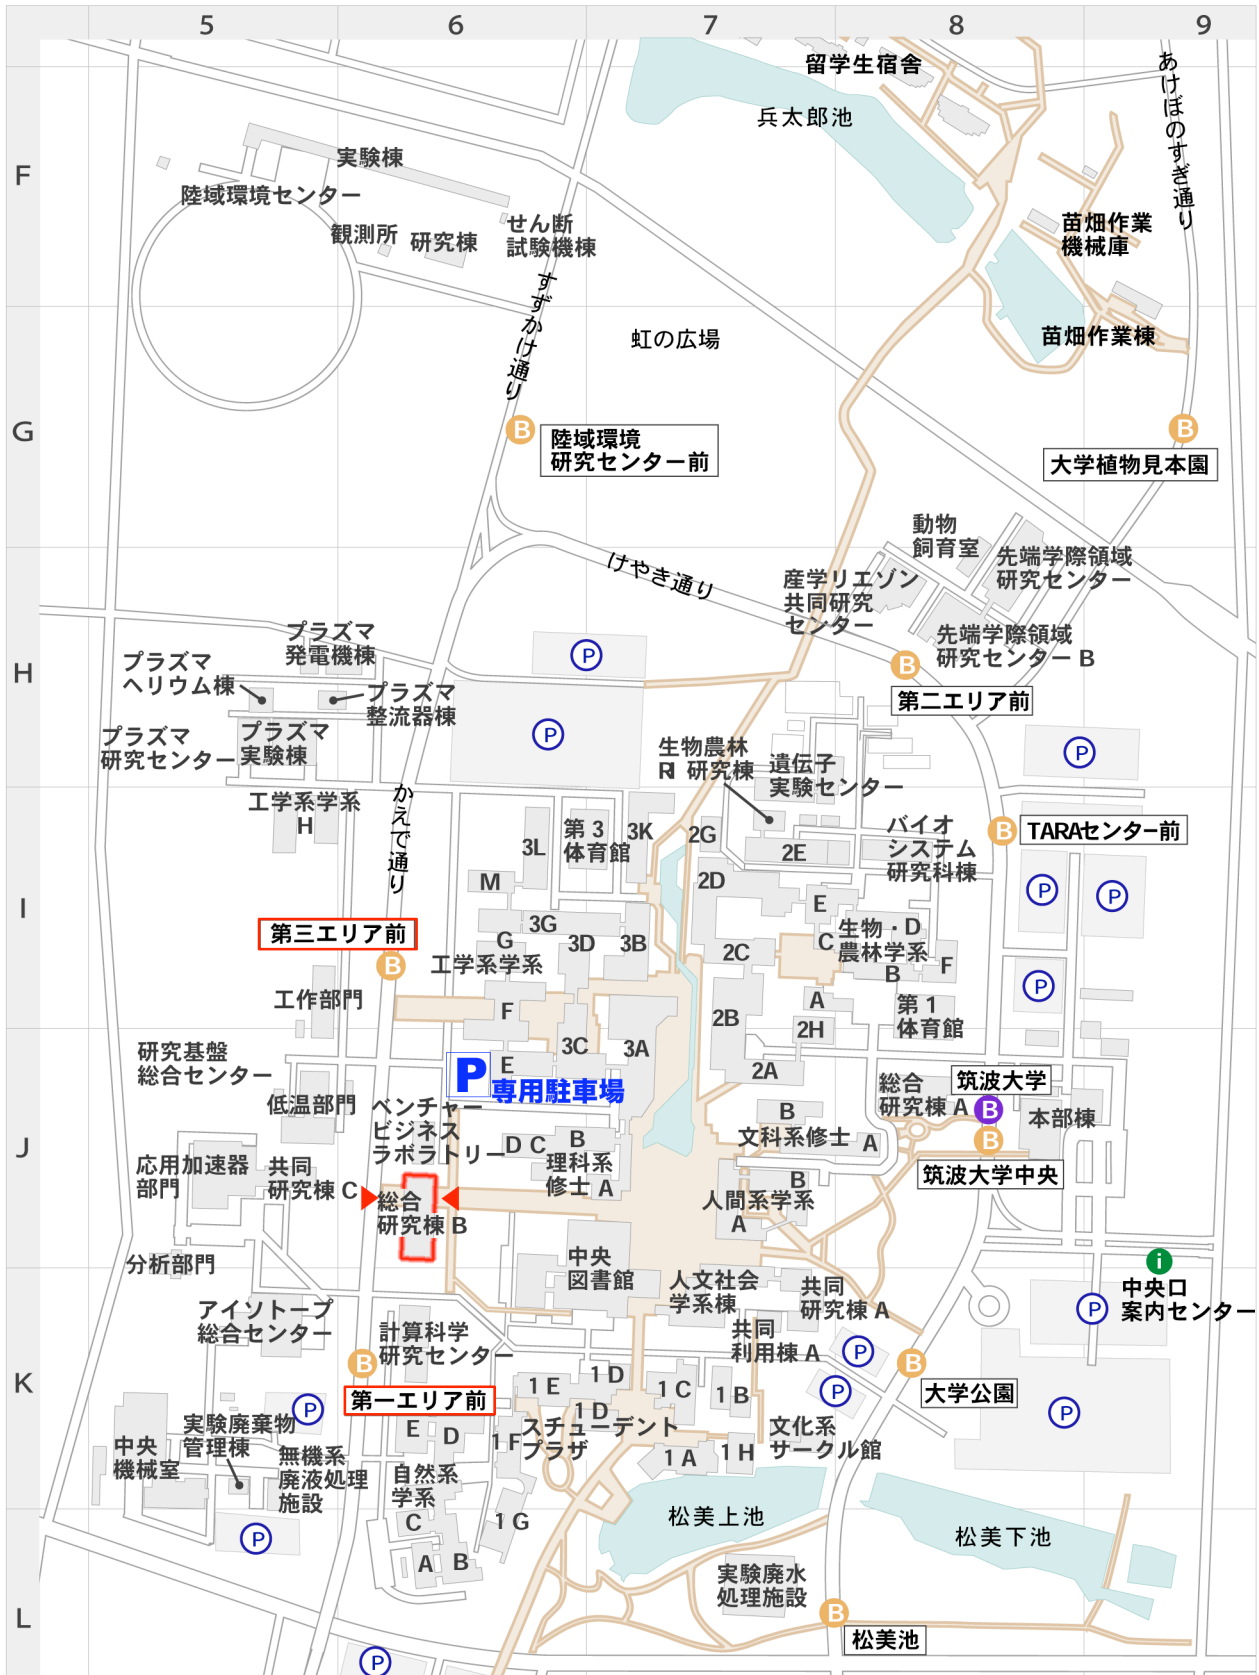 5
6
7
8
9
F
G
H
I
J
K
L
留学生宿舎
兵太郎池
あけぼのすぎ通り
実験棟
陸域環境センター
観測所
研究棟
せん断
試験機棟
苗畑作業
機械庫
すずかけ通り
虹の広場
苗畑作業棟
B
陸域環境
研究センター前
B
大学植物見本園
動物
飼育室
先端学際領域
研究センター
けやき通り
産学リエゾン
共同研究
センター
先端学際領域
研究センター B
B
第二エリア前
プラズマ
発電機棟
プラズマ
ヘリウム棟
プラズマ
整流器棟
プラズマ
研究センター
プラズマ
実験棟
P
P
P
生物農林
RI 研究棟
遺伝子
実験センター
工学系学系
H
かえで通り
3L
第 3
体育館
3K
2G
2E
バイオ
システム
研究科棟
B
TARAセンター前
M
2D
E
P
P
第三エリア前
B
3G
G
工学系学系
3D
3B
2C
C
生物・D
農林学系
B
F
P
工作部門
F
A
第 1
体育館
2B
2H
3C
3A
E
P
専用駐車場
2A
研究基盤
総合センター
低温部門
ベンチャー
ビジネス
ラボラトリー
総合
研究棟 A
筑波大学
B
本部棟
B
筑波大学中央
D
C
B
理科系
修士 A
B
文科系修士
A
応用加速器
部門
共同
研究棟 C
総合
研究棟 B
B
人間系学系
A
分析部門
中央
図書館
人文社会
学系棟
共同
研究棟 A
i
中央口
案内センター
P
アイソトープ
総合センター
計算科学
研究センター
共同
利用棟 A
P
P
B
第一エリア前
B
大学公園
P
P
1 E
1 D
1 C
1 B
1 D
スチューデント
プラザ
1 F
1 A
1 H
文化系
サークル館
実験廃棄物
管理棟
中央
機械室
無機系
廃液処理
施設
E
D
自然系
学系
C
A
B
1 G
P
松美上池
松美下池
実験廃水
処理施設
B
松美池
P